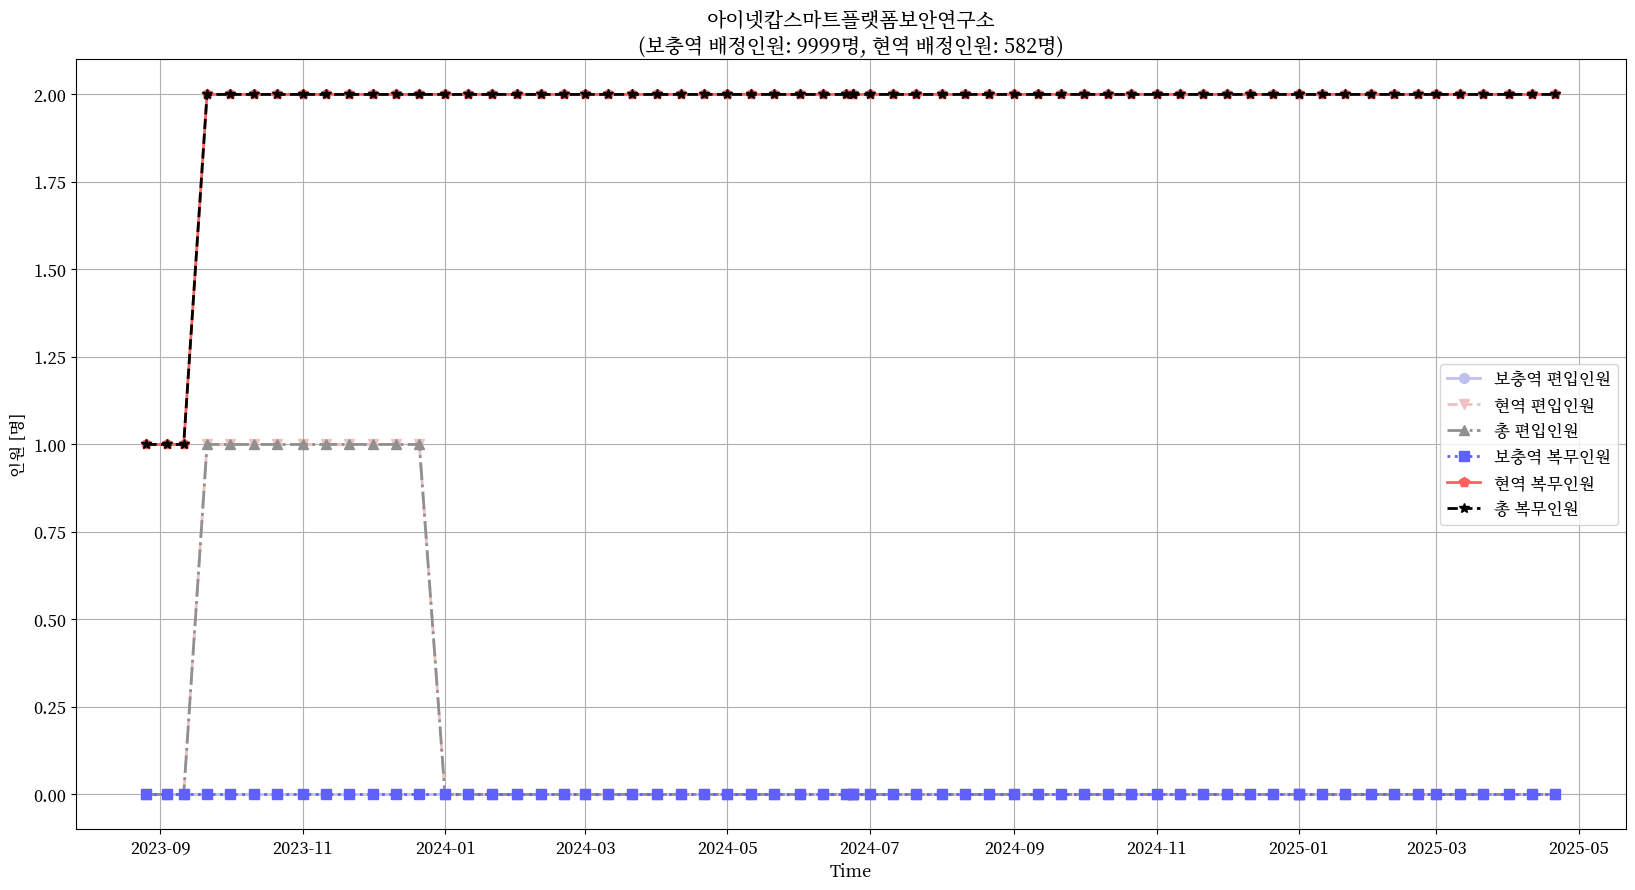 아이넷캅스마트플랫폼보안연구소
(보충역 배정인원: 9999명, 현역 배정인원: 582명)
인원 [명]
2.00
1.75
1.50
1.25
1.00
0.75
0.50
0.25
0.00
보충역 편입인원
현역 편입인원
총 편입인원
보충역 복무인원
현역 복무인원
총 복무인원
2023-09 2023-11 2024-01 2024-03 2024-05 2024-07 2024-09 2024-11 2025-01 2025-03 2025-05
Time